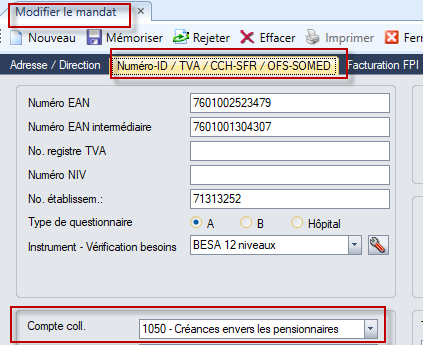 Modifier le mandat ×
Nouveau Mémoriser Rejeter Effacer Imprimer
Adresse / Direction Numéro-ID / TVA / CCH-SFR / OFS-SOMED Facturation FPI
Numéro EAN 7601002523479
Numéro EAN intermédiaire 7601001304307
No. registre TVA
Numéro NIV
No. établissem.: 71313252
Type de questionnaire A B Hôpital
Instrument - Vérification besoins BESA 12 niveaux
Compte coll. 1050 - Créances envers les pensionnaires